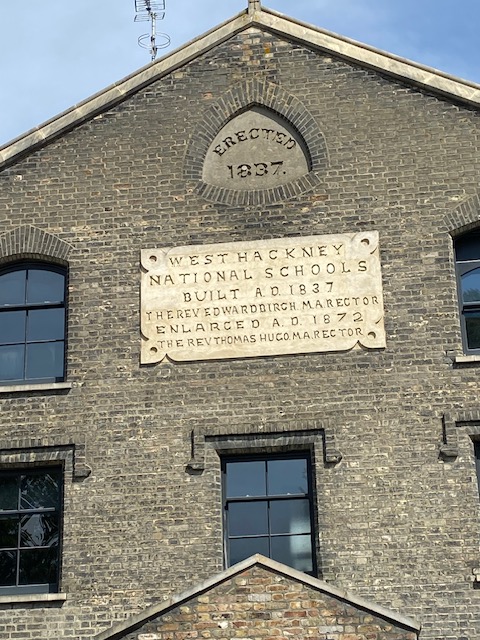 ERECTED
1837.
WEST HACKNEY
NATIONAL SCHOOLS
BUILT A.D. 1837
THE REV EDWARD BIRCH. M.A. RECTOR
ENLARGED A.D. 1872
THE REV THOMAS HUGO. M.A. RECTOR